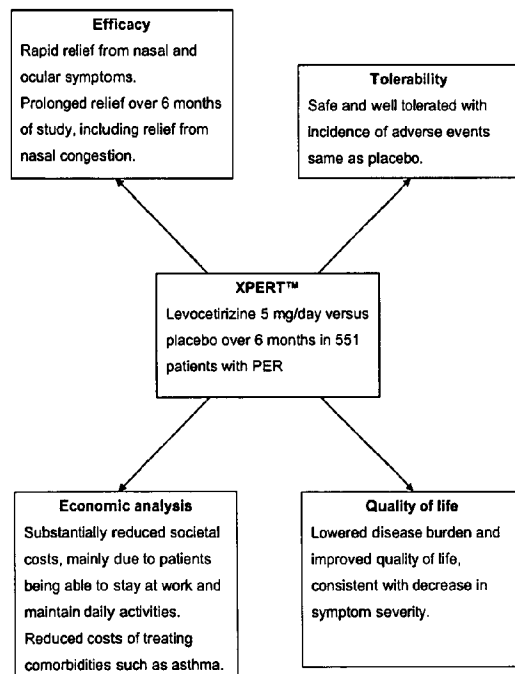 Efficacy
Rapid relief from nasal and
ocular symptoms.
Prolonged relief over 6 months
of study, including relief from
nasal congestion.
Tolerability
Safe and well tolerated with
incidence of adverse events
same as placebo.
XPERT™
Levocetirizine 5 mg/day versus
placebo over 6 months in 551
patients with PER
Economic analysis
Substantially reduced societal
costs, mainly due to patients
being able to stay at work and
maintain daily activities.
Reduced costs of treating
comorbidities such as asthma.
Quality of life
Lowered disease burden and
improved quality of life,
consistent with decrease in
symptom severity.